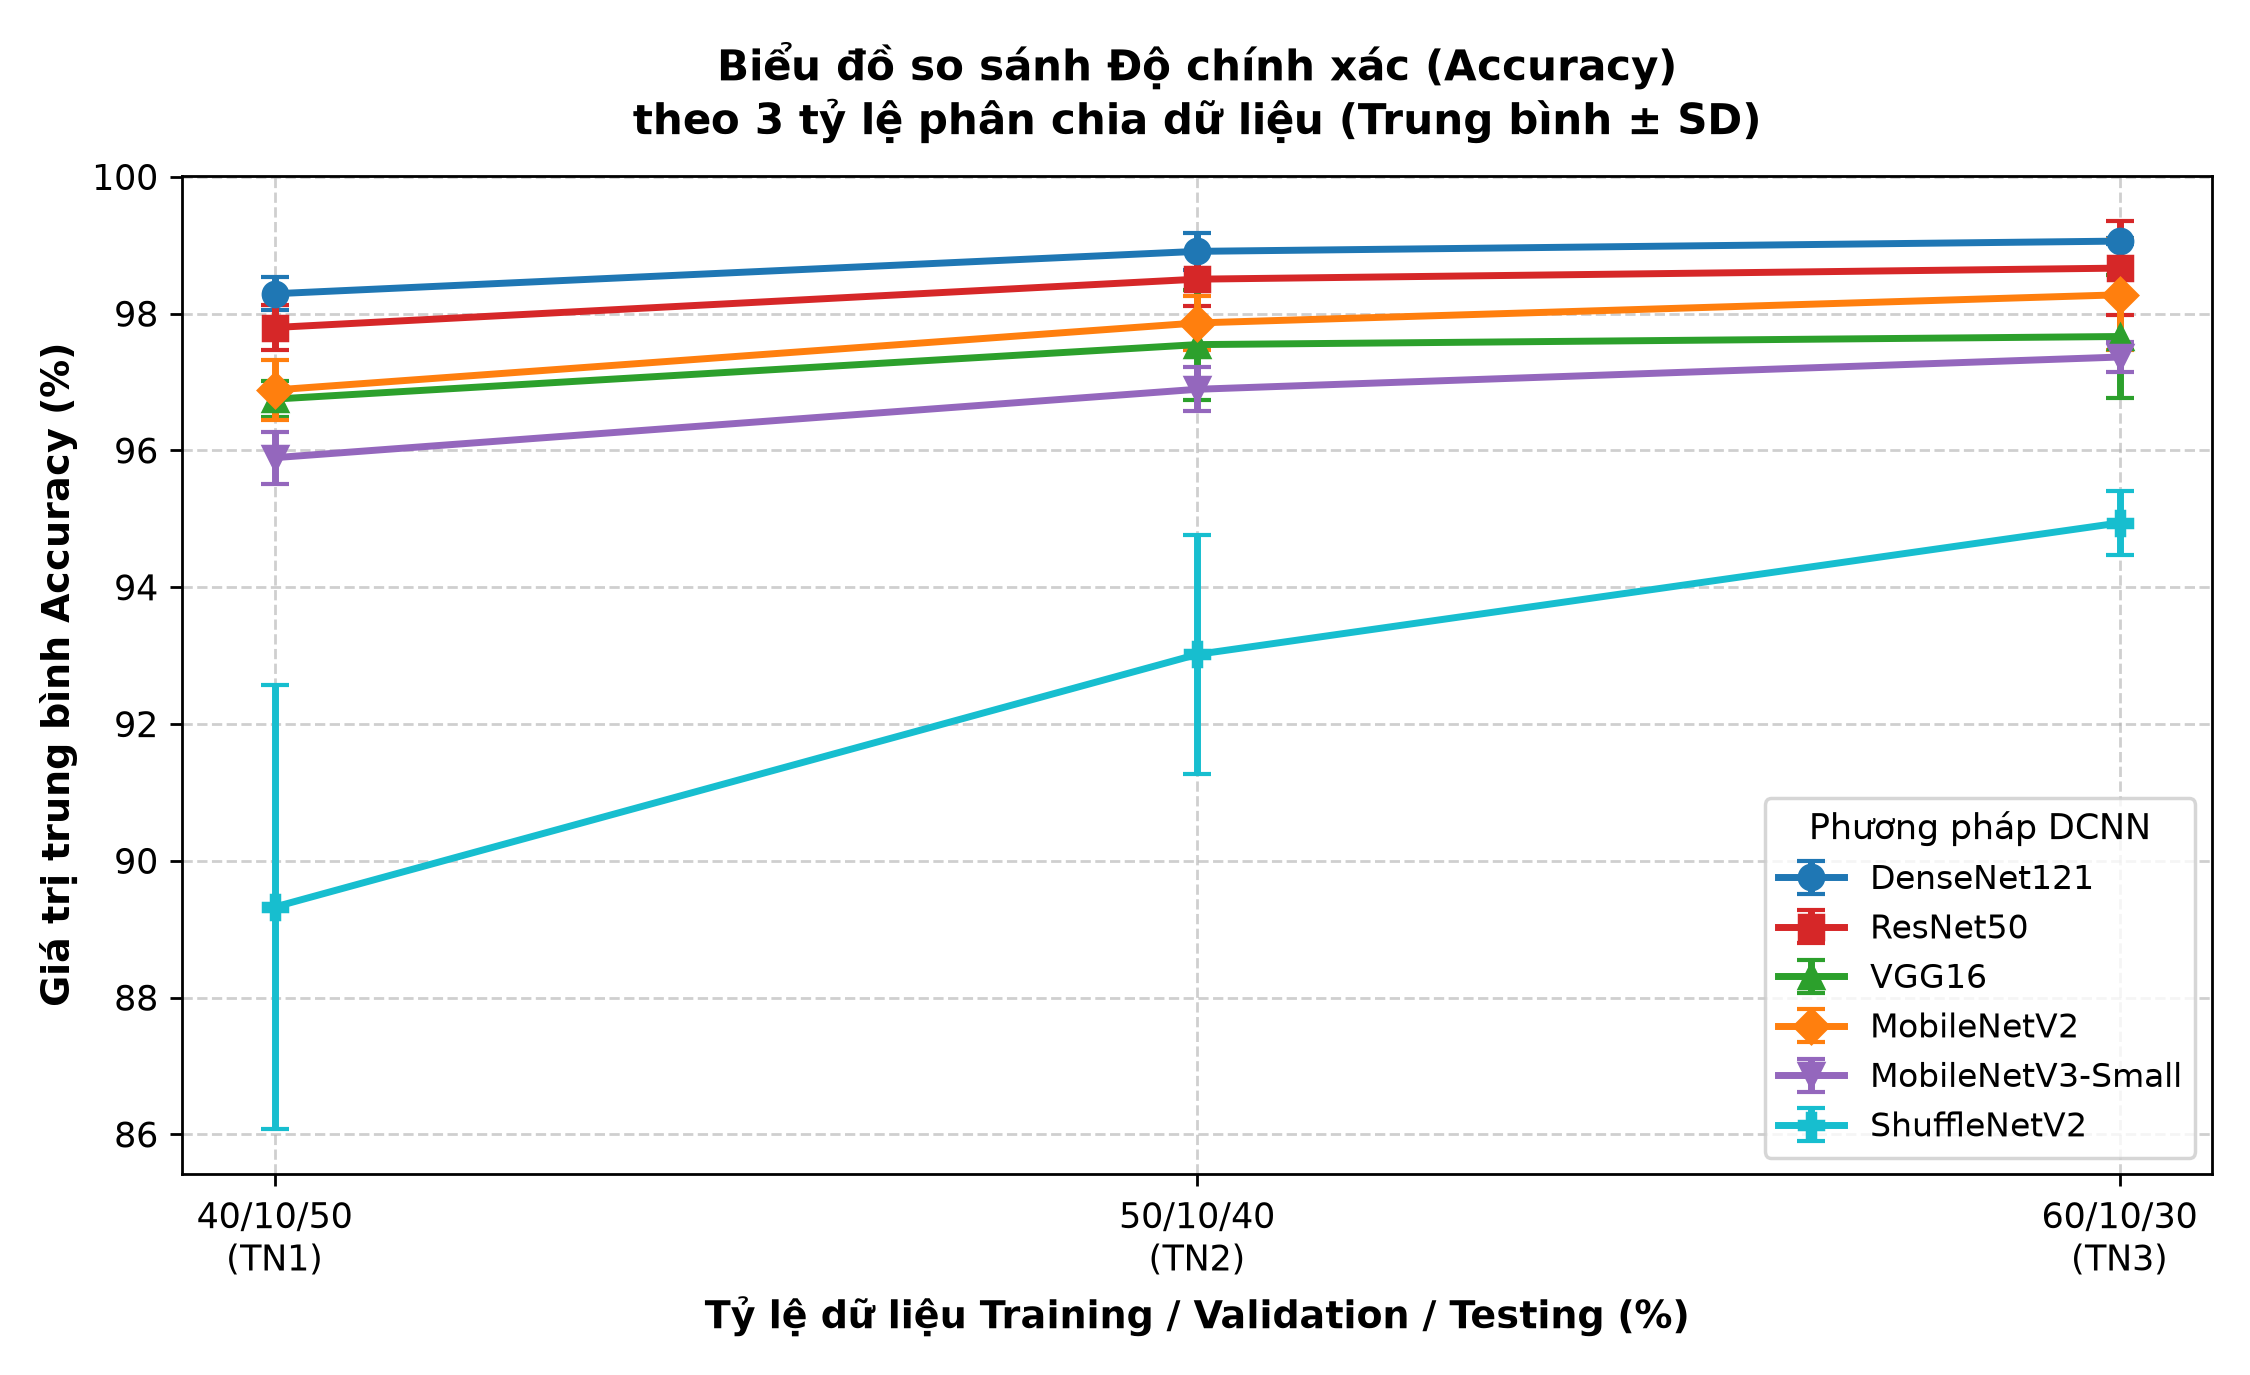 Biểu đồ so sánh Độ chính xác (Accuracy)
theo 3 tỷ lệ phân chia dữ liệu (Trung bình ± SD)
Giá trị trung bình Accuracy (%)
100
98
96
94
92
90
88
86
Phương pháp DCNN
DenseNet121
ResNet50
VGG16
MobileNetV2
MobileNetV3-Small
ShuffleNetV2
40/10/50
(TN1)
50/10/40
(TN2)
60/10/30
(TN3)
Tỷ lệ dữ liệu Training / Validation / Testing (%)